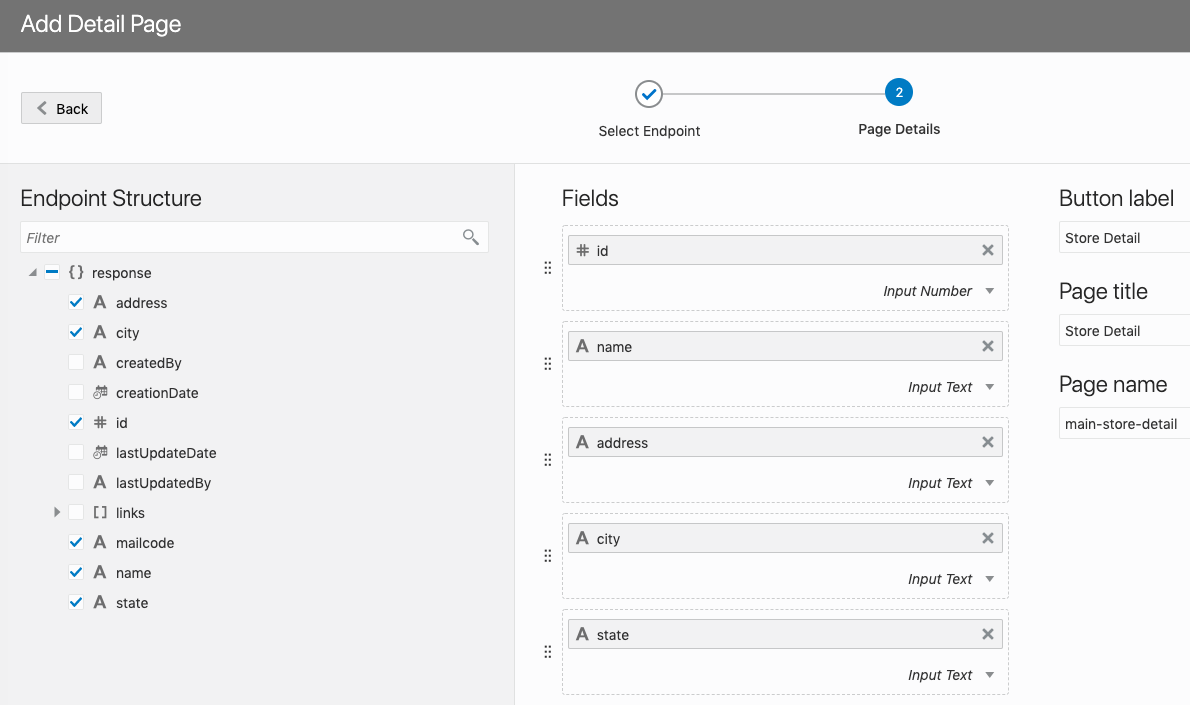 Add Detail Page
Back
2
Select Endpoint
Page Details
Endpoint Structure
Filter
{} response
A address
A city
A createdBy
creationDate
# id
lastUpdateDate
A lastUpdatedBy
[] links
A mailcode
A name
A state
Fields
# id
Input Number
A name
Input Text
A address
Input Text
A city
Input Text
A state
Input Text
Button label
Store Detail
Page title
Store Detail
Page name
main-store-detail